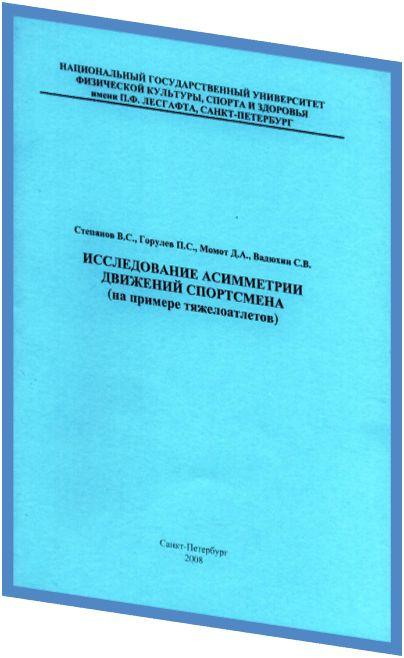 НАЦИОНАЛЬНЫЙ ГОСУДАРСТВЕННЫЙ УНИВЕРСИТЕТ
ФИЗИЧЕСКОЙ КУЛЬТУРЫ, СПОРТА И ЗДОРОВЬЯ
имени П.Ф. ЛЕСГАФТА, САНКТ-ПЕТЕРБУРГ
Степанов В.С., Горулев П.С., Момот Д.А., Вадюхин С.В.
ИССЛЕДОВАНИЕ АСИММЕТРИИ
ДВИЖЕНИЙ СПОРТСМЕНА
(на примере тяжелоатлетов)
Санкт-Петербург
2008